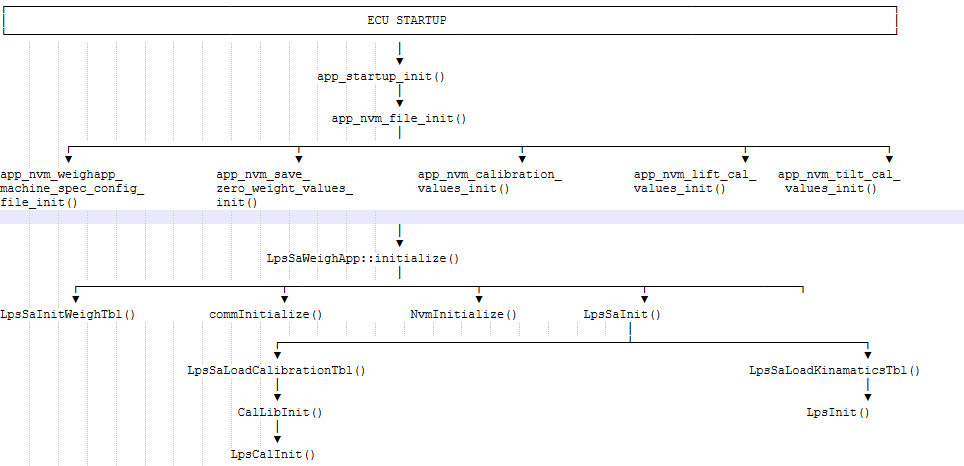 ECU STARTUP
app_startup_init()
app_nvm_file_init()
app_nvm_weighapp_
machine_spec_config_
file_init()
app_nvm_save_
zero_weight_values_
init()
app_nvm_calibration_
values_init()
app_nvm_lift_cal_
values_init()
app_nvm_tilt_cal_
values_init()
LpsSaWeighApp::initialize()
LpsSaInitWeighTbl()
commInitialize()
NvmInitialize()
LpsSaInit()
LpsSaLoadCalibrationTbl()
LpsSaLoadKinamaticsTbl()
CalLibInit()
LpsInit()
LpsCalInit()